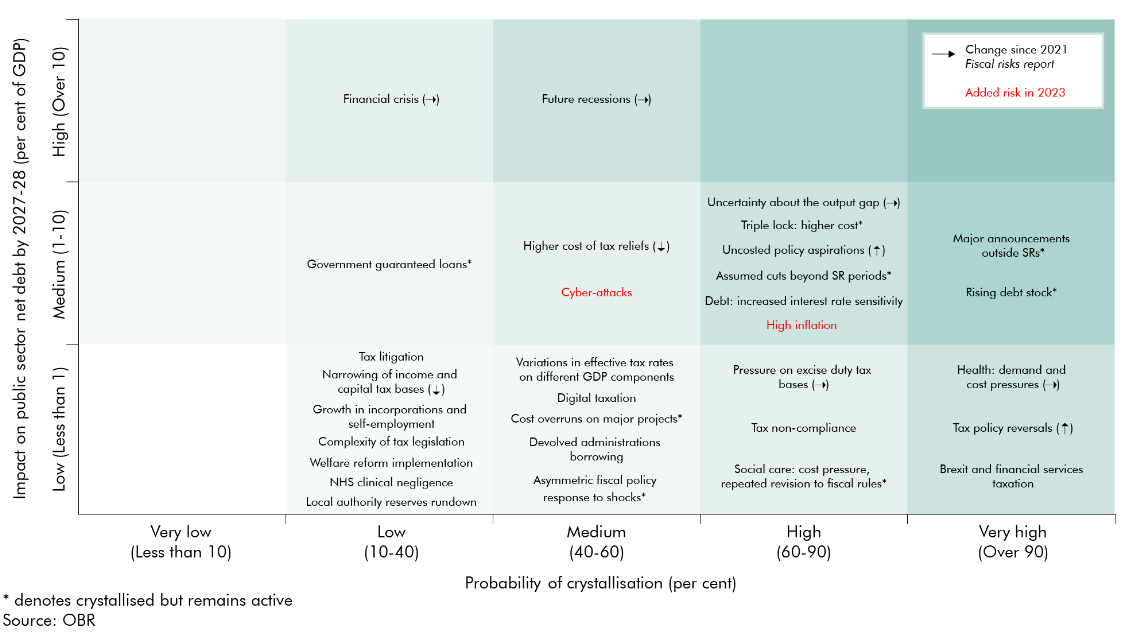 Impact on public sector net debt by 2027-28 (per cent of GDP)
High (Over 10)
Financial crisis (→)
Future recessions (→)
Change since 2021
Fiscal risks report
Added risk in 2023
Medium (1-10)
Government guaranteed loans*
Higher cost of tax reliefs (↓)
Cyber-attacks
Uncertainty about the output gap (→)
Triple lock: higher cost*
Uncosted policy aspirations (↑)
Assumed cuts beyond SR periods*
Debt: increased interest rate sensitivity
High inflation
Major announcements
outside SRs*
Rising debt stock*
Low (Less than 1)
Tax litigation
Narrowing of income and
capital tax bases (↓)
Growth in incorporations and
self-employment
Complexity of tax legislation
Welfare reform implementation
NHS clinical negligence
Local authority reserves rundown
Variations in effective tax rates
on different GDP components
Digital taxation
Cost overruns on major projects*
Devolved administrations
borrowing
Asymmetric fiscal policy
response to shocks*
Pressure on excise duty tax
bases (→)
Tax non-compliance
Social care: cost pressure,
repeated revision to fiscal rules*
Health: demand and
cost pressures (→)
Tax policy reversals (↑)
Brexit and financial services
taxation
Very low
(Less than 10)
Low
(10-40)
Medium
(40-60)
High
(60-90)
Very high
(Over 90)
Probability of crystallisation (per cent)
* denotes crystallised but remains active
Source: OBR